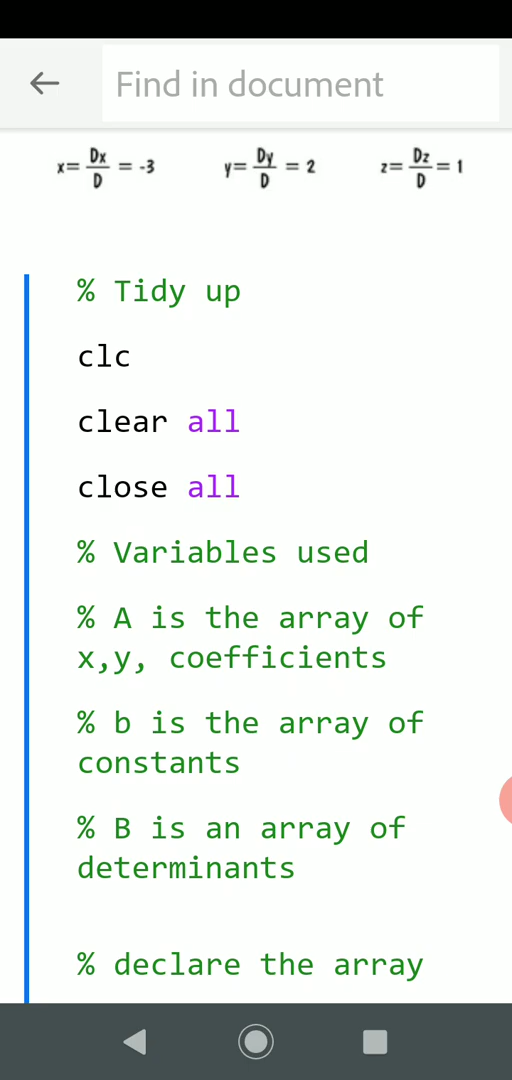 Find in document
x= Dx/D = -3 y= Dy/D = 2 z= Dz/D = 1
% Tidy up
clc
clear all
close all
% Variables used
% A is the array of
x,y, coefficients
% b is the array of
constants
% B is an array of
determinants
% declare the array